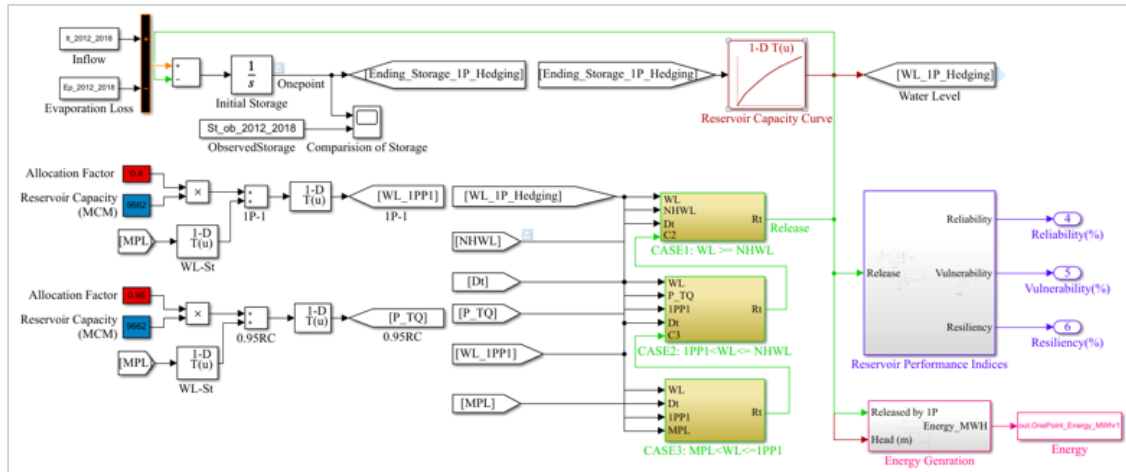 It_2012_2018
Inflow
Ep_2012_2018
Evaporation Loss
+
−
+
−
1
s
Initial Storage
Onepoint
[Ending_Storage_1P_Hedging]
[Ending_Storage_1P_Hedging]
1-D T(u)
Reservoir Capacity Curve
[WL_1P_Hedging]
Water Level
St_ob_2012_2018
ObservedStorage
Comparision of Storage
Allocation Factor
0.4
Reservoir Capacity
(MCM)
9662
×
+
+
1P-1
1-D
T(u)
[WL_1PP1]
1P-1
[MPL]
1-D
T(u)
WL-St
Allocation Factor
0.95
Reservoir Capacity
(MCM)
9662
×
+
+
0.95RC
1-D
T(u)
[P_TQ]
0.95RC
[MPL]
1-D
T(u)
WL-St
[WL_1P_Hedging]
[NHWL]
[Dt]
[P_TQ]
[WL_1PP1]
[MPL]
WL
NHWL
Dt
C2
Rt
Release
CASE1: WL >= NHWL
WL
P_TQ
1PP1
Dt
C3
Rt
CASE2: 1PP1<WL<= NHWL
WL
Dt
1PP1
MPL
Rt
CASE3: MPL<WL<=1PP1
Release
Reliability
Vulnerability
Resiliency
Reservoir Performance Indices
4
Reliability(%)
5
Vulnerability(%)
6
Resiliency(%)
Released by 1P
Energy_MWH
Head (m)
Energy Genration
out.OnePoint_Energy_MWhr1
Energy